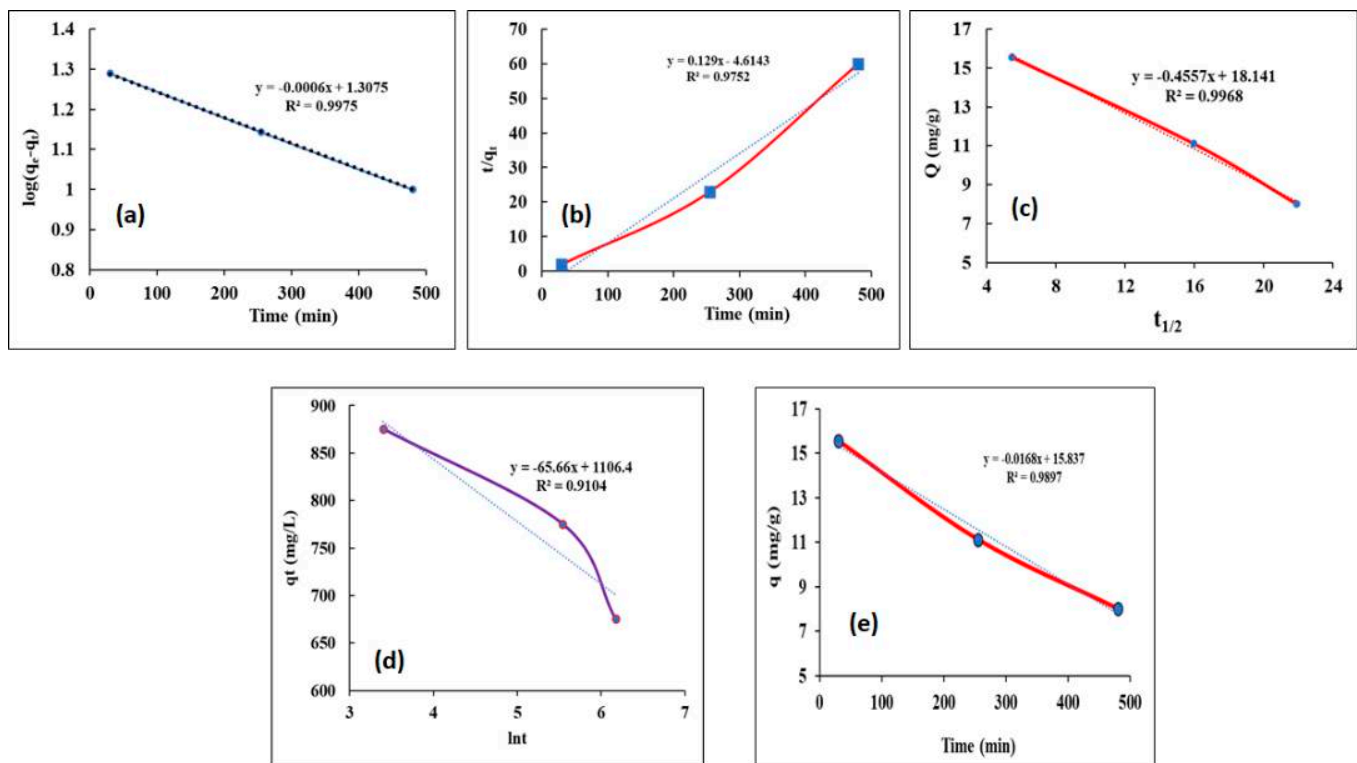 1.4
1.3
1.2
1.1
1
0.9
0.8
log(qe-qt)
y = -0.0006x + 1.3075
R² = 0.9975
(a)
0 100 200 300 400 500
Time (min)
70
60
50
40
30
20
10
0
t/qt
y = 0.129x - 4.6143
R² = 0.9752
(b)
0 100 200 300 400 500
Time (min)
17
15
13
11
9
7
5
Q (mg/g)
y = -0.4557x + 18.141
R² = 0.9968
(c)
4 8 12 16 20 24
t1/2
900
850
800
750
700
650
600
qt (mg/L)
y = -65.66x + 1106.4
R² = 0.9104
(d)
3 4 5 6 7
lnt
17
15
13
11
9
7
5
q (mg/g)
y = -0.0168x + 15.837
R² = 0.9897
(e)
0 100 200 300 400 500
Time (min)